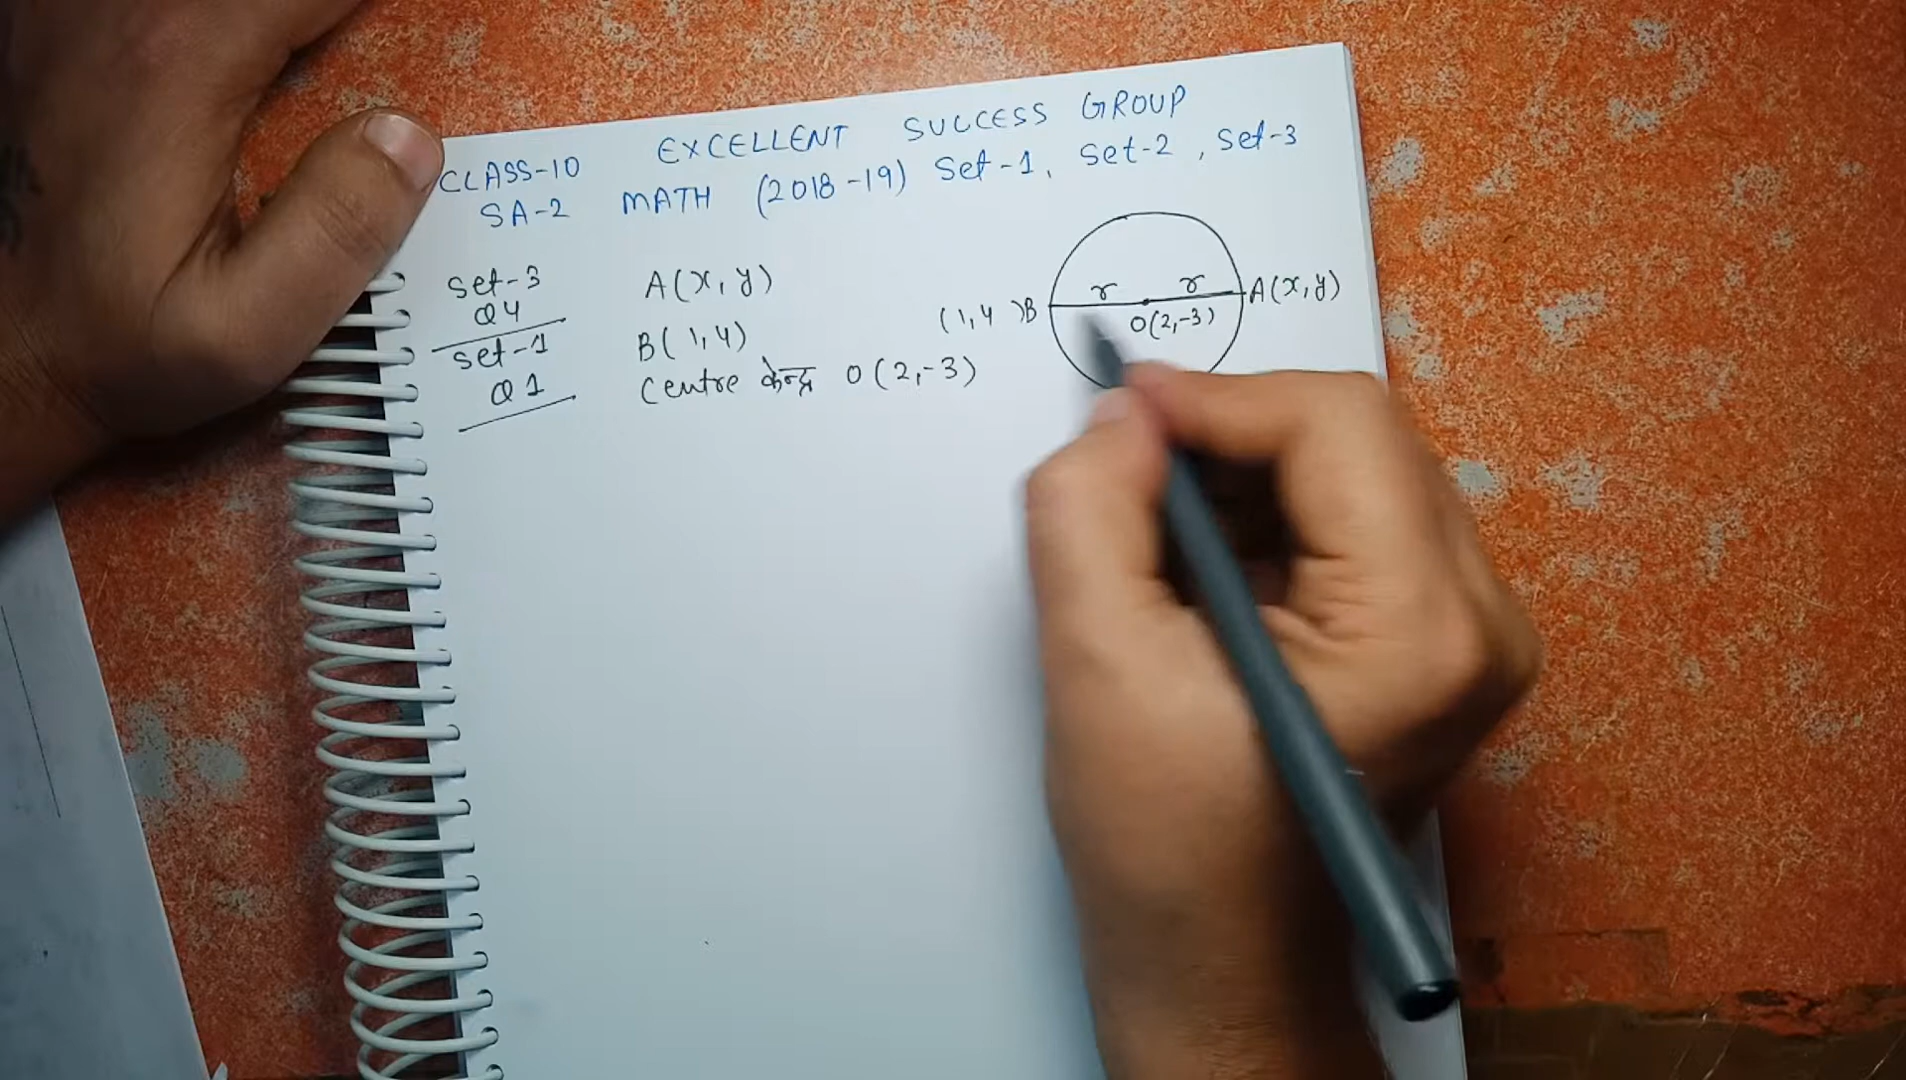 EXCELLENT SUCCESS GROUP
CLASS-10
SA-2 MATH (2018-19) Set-1, Set-2, Set-3
Set-3
Q4
Set-1
Q1
A(x, y)
B(1,4)
Centre केन्द्र O(2,-3)
(1,4)B
r r
O(2,-3)
A(x, y)